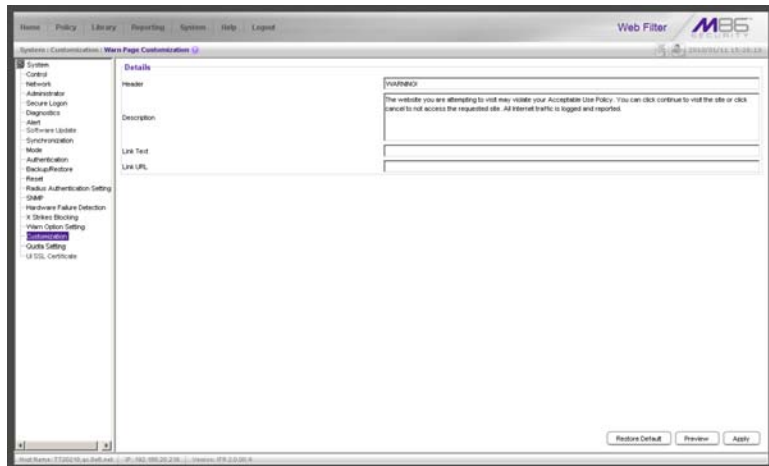 Home Policy Library Reporting System Help Logout
Web Filter
M86 SECURITY
System : Customization : Warn Page Customization
System
Control
Network
Administrator
Secure Logon
Diagnostics
Alert
Software Update
Synchronization
Mode
Authentication
Backup/Restore
Reset
Radius Authentication Setting
SNMP
Hardware Failure Detection
X Strikes Blocking
Warn Option Setting
Customization
Quota Setting
UI SSL Certificate
Details
Header
WARNING!
Description
The website you are attempting to visit may violate your Acceptable Use Policy. You can click continue to visit the site or click
cancel to not access the requested site. All Internet traffic is logged and reported.
Link Text
Link URL
Restore Default Preview Apply
Host Name: IP: Version: